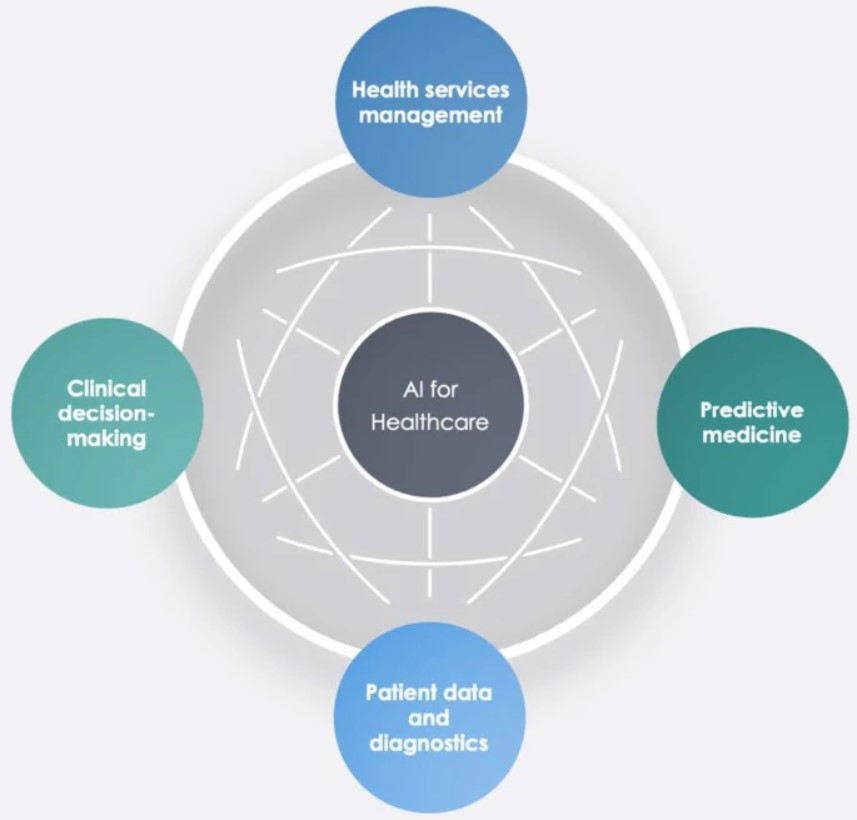 Health services
management
Clinical
decision-
making
AI for
Healthcare
Predictive
medicine
Patient data
and
diagnostics